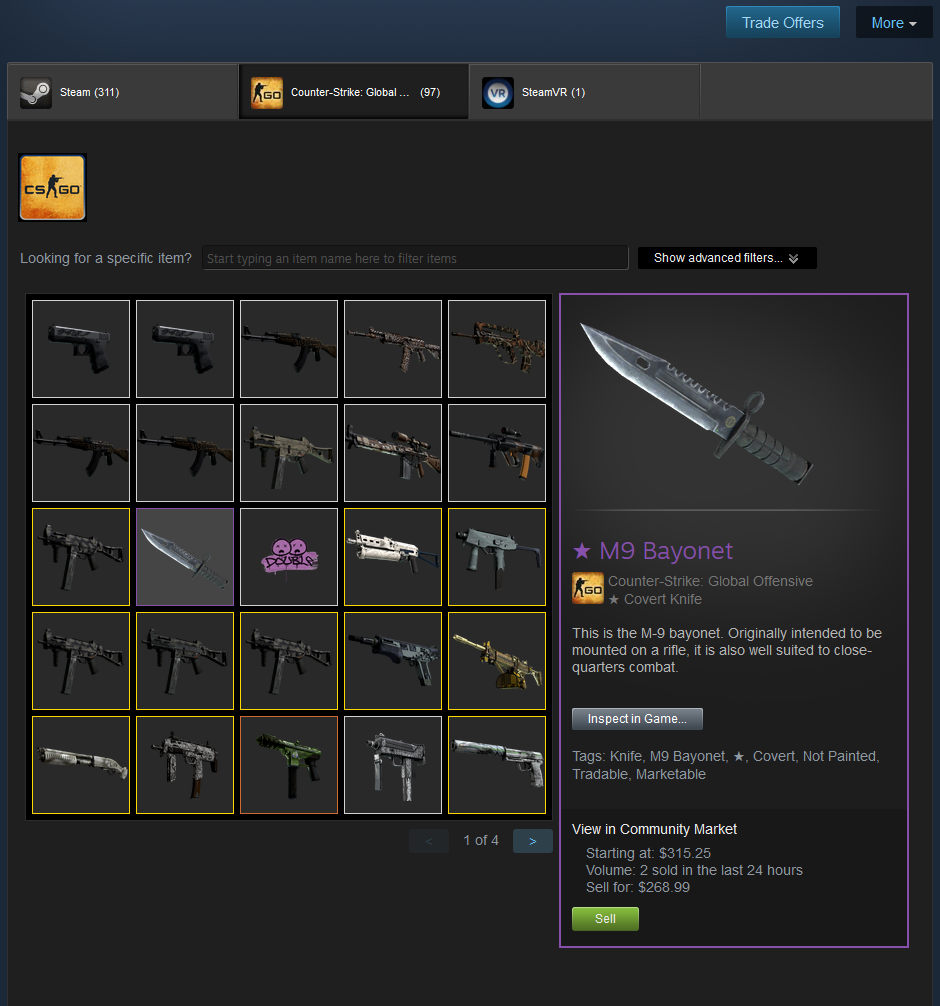 Trade Offers
More
Steam (311)
Counter-Strike: Global ... (97)
SteamVR (1)
CS GO
Looking for a specific item?
Start typing an item name here to filter items
Show advanced filters...
DOUBLE
★ M9 Bayonet
Counter-Strike: Global Offensive
★ Covert Knife
This is the M-9 bayonet. Originally intended to be
mounted on a rifle, it is also well suited to close-
quarters combat.
Inspect in Game...
Tags: Knife, M9 Bayonet, ★, Covert, Not Painted,
Tradable, Marketable
< 1 of 4 >
View in Community Market
Starting at: $315.25
Volume: 2 sold in the last 24 hours
Sell for: $268.99
Sell